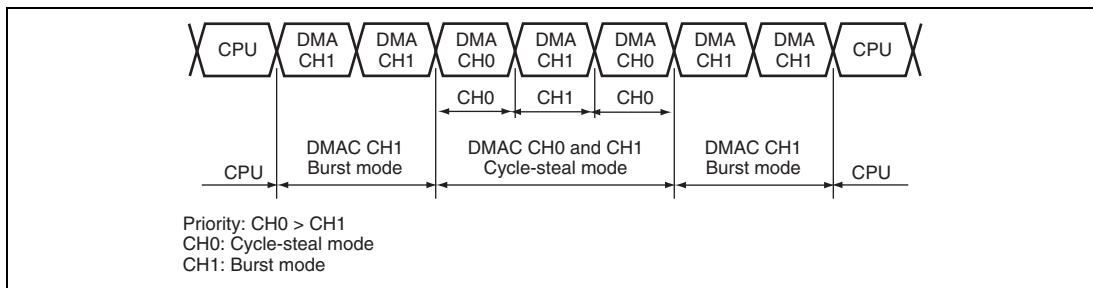 CPU DMA CH1 DMA CH1 DMA CH0 DMA CH1 DMA CH0 DMA CH1 DMA CH1 CPU
CH0 CH1 CH0
DMAC CH1 DMAC CH0 and CH1 DMAC CH1
Burst mode Cycle-steal mode Burst mode
CPU CPU
Priority: CH0 > CH1
CH0: Cycle-steal mode
CH1: Burst mode